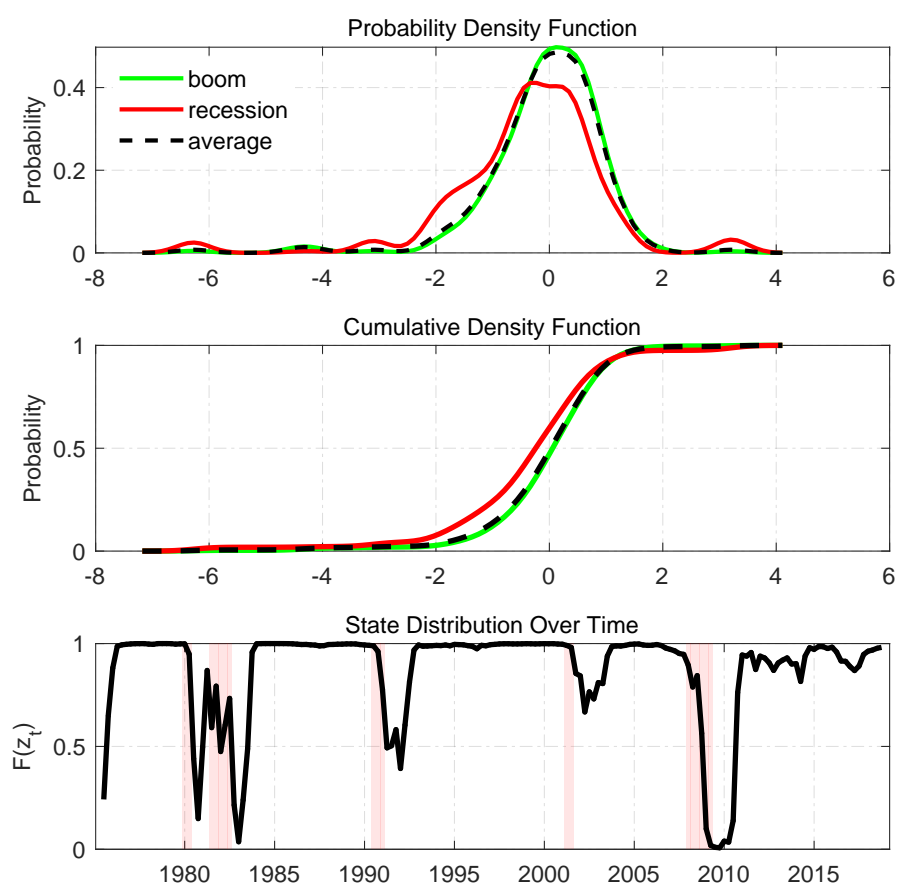 Probability Density Function
Probability
0.4
0.2
0
boom
recession
average
-8 -6 -4 -2 0 2 4 6
Cumulative Density Function
Probability
1
0.5
0
-8 -6 -4 -2 0 2 4 6
State Distribution Over Time
F(z_t)
1
0.5
0
1980 1985 1990 1995 2000 2005 2010 2015